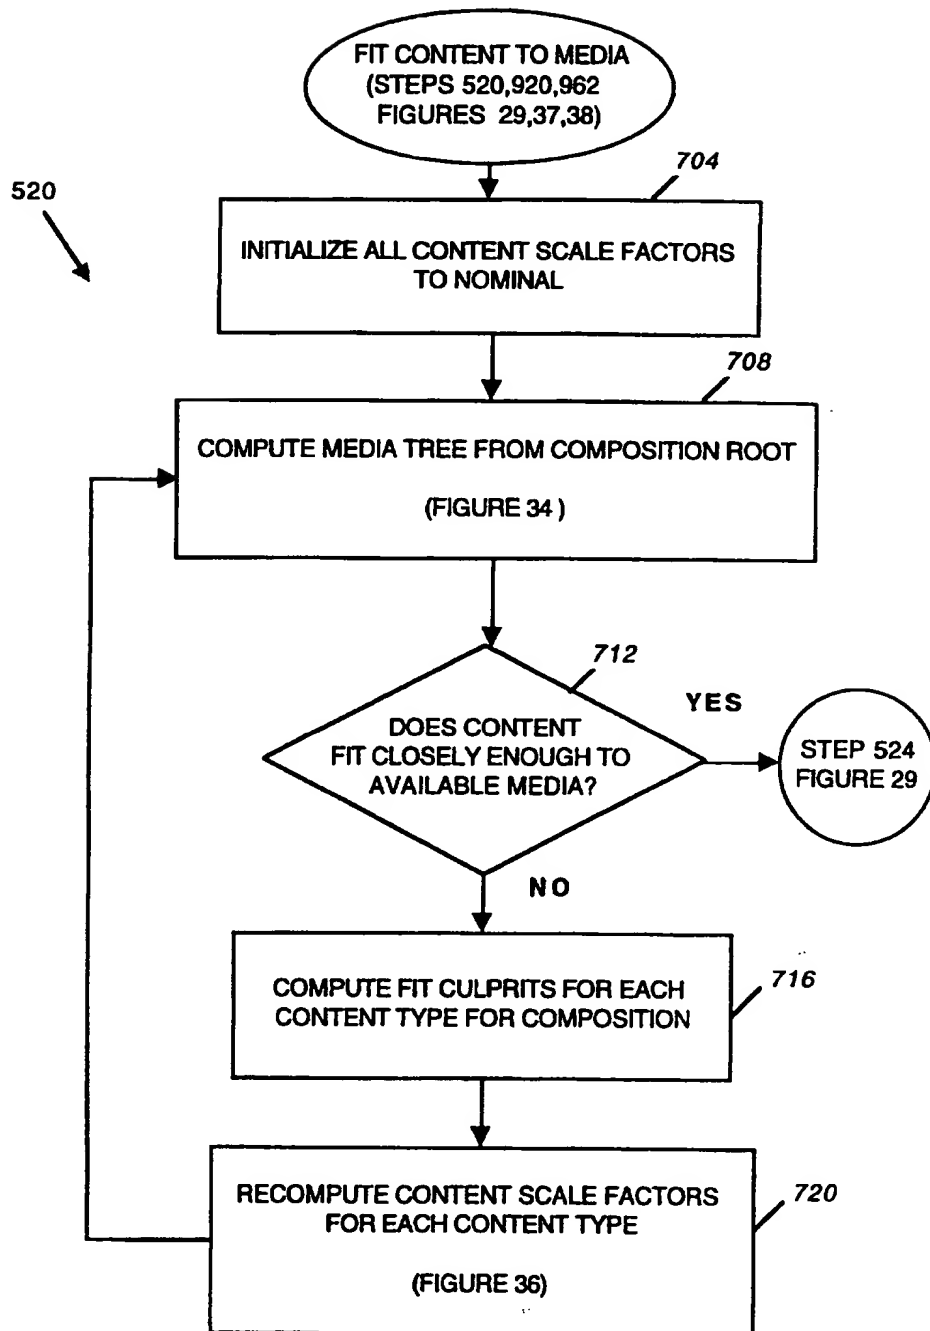 FIT CONTENT TO MEDIA
(STEPS 520,920,962
FIGURES 29,37,38)
704
520
INITIALIZE ALL CONTENT SCALE FACTORS
TO NOMINAL
708
COMPUTE MEDIA TREE FROM COMPOSITION ROOT
(FIGURE 34 )
712
YES
DOES CONTENT
FIT CLOSELY ENOUGH TO
AVAILABLE MEDIA?
STEP 524
FIGURE 29
NO
716
COMPUTE FIT CULPRITS FOR EACH
CONTENT TYPE FOR COMPOSITION
720
RECOMPUTE CONTENT SCALE FACTORS
FOR EACH CONTENT TYPE
(FIGURE 36)